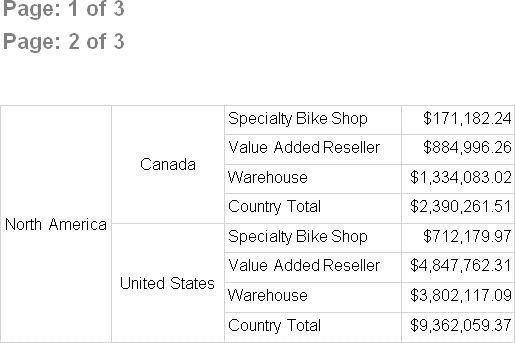 Page: 1 of 3
Page: 2 of 3
Specialty Bike Shop $171,182.24
Value Added Reseller $884,996.26
Canada
Warehouse $1,334,083.02
Country Total $2,390,261.51
North America
Specialty Bike Shop $712,179.97
Value Added Reseller $4,847,762.31
United States
Warehouse $3,802,117.09
Country Total $9,362,059.37